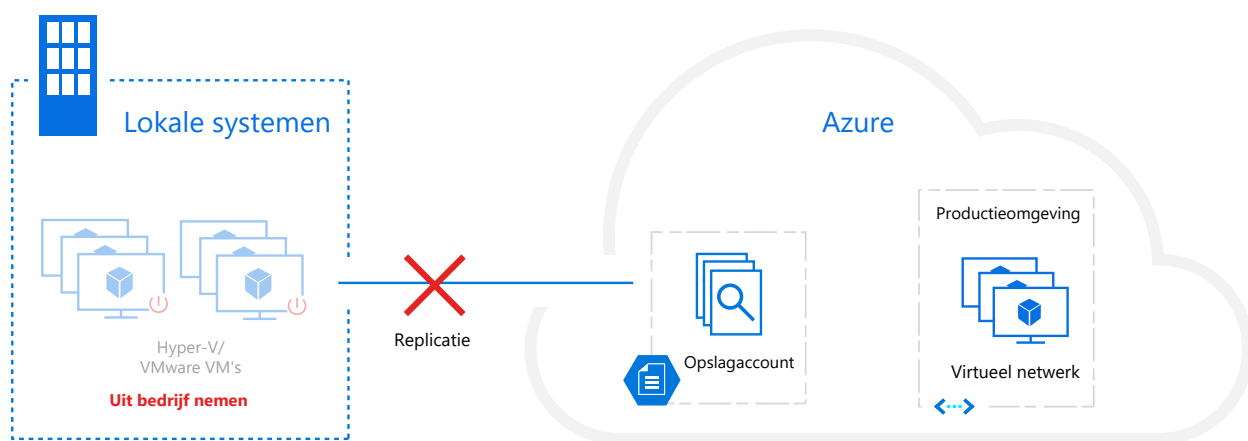 Lokale systemen
Azure
Productieomgeving
Hyper-V/
VMware VM's
Uit bedrijf nemen
Replicatie
Opslagaccount
Virtueel netwerk